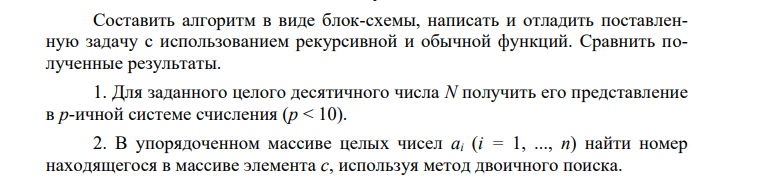 Составить алгоритм в виде блок-схемы, написать и отладить поставлен-
ную задачу с использованием рекурсивной и обычной функций. Сравнить по-
лученные результаты.
1. Для заданного целого десятичного числа N получить его представление
в p-ичной системе счисления (p < 10).
2. В упорядоченном массиве целых чисел ai (i = 1, ..., n) найти номер
находящегося в массиве элемента c, используя метод двоичного поиска.